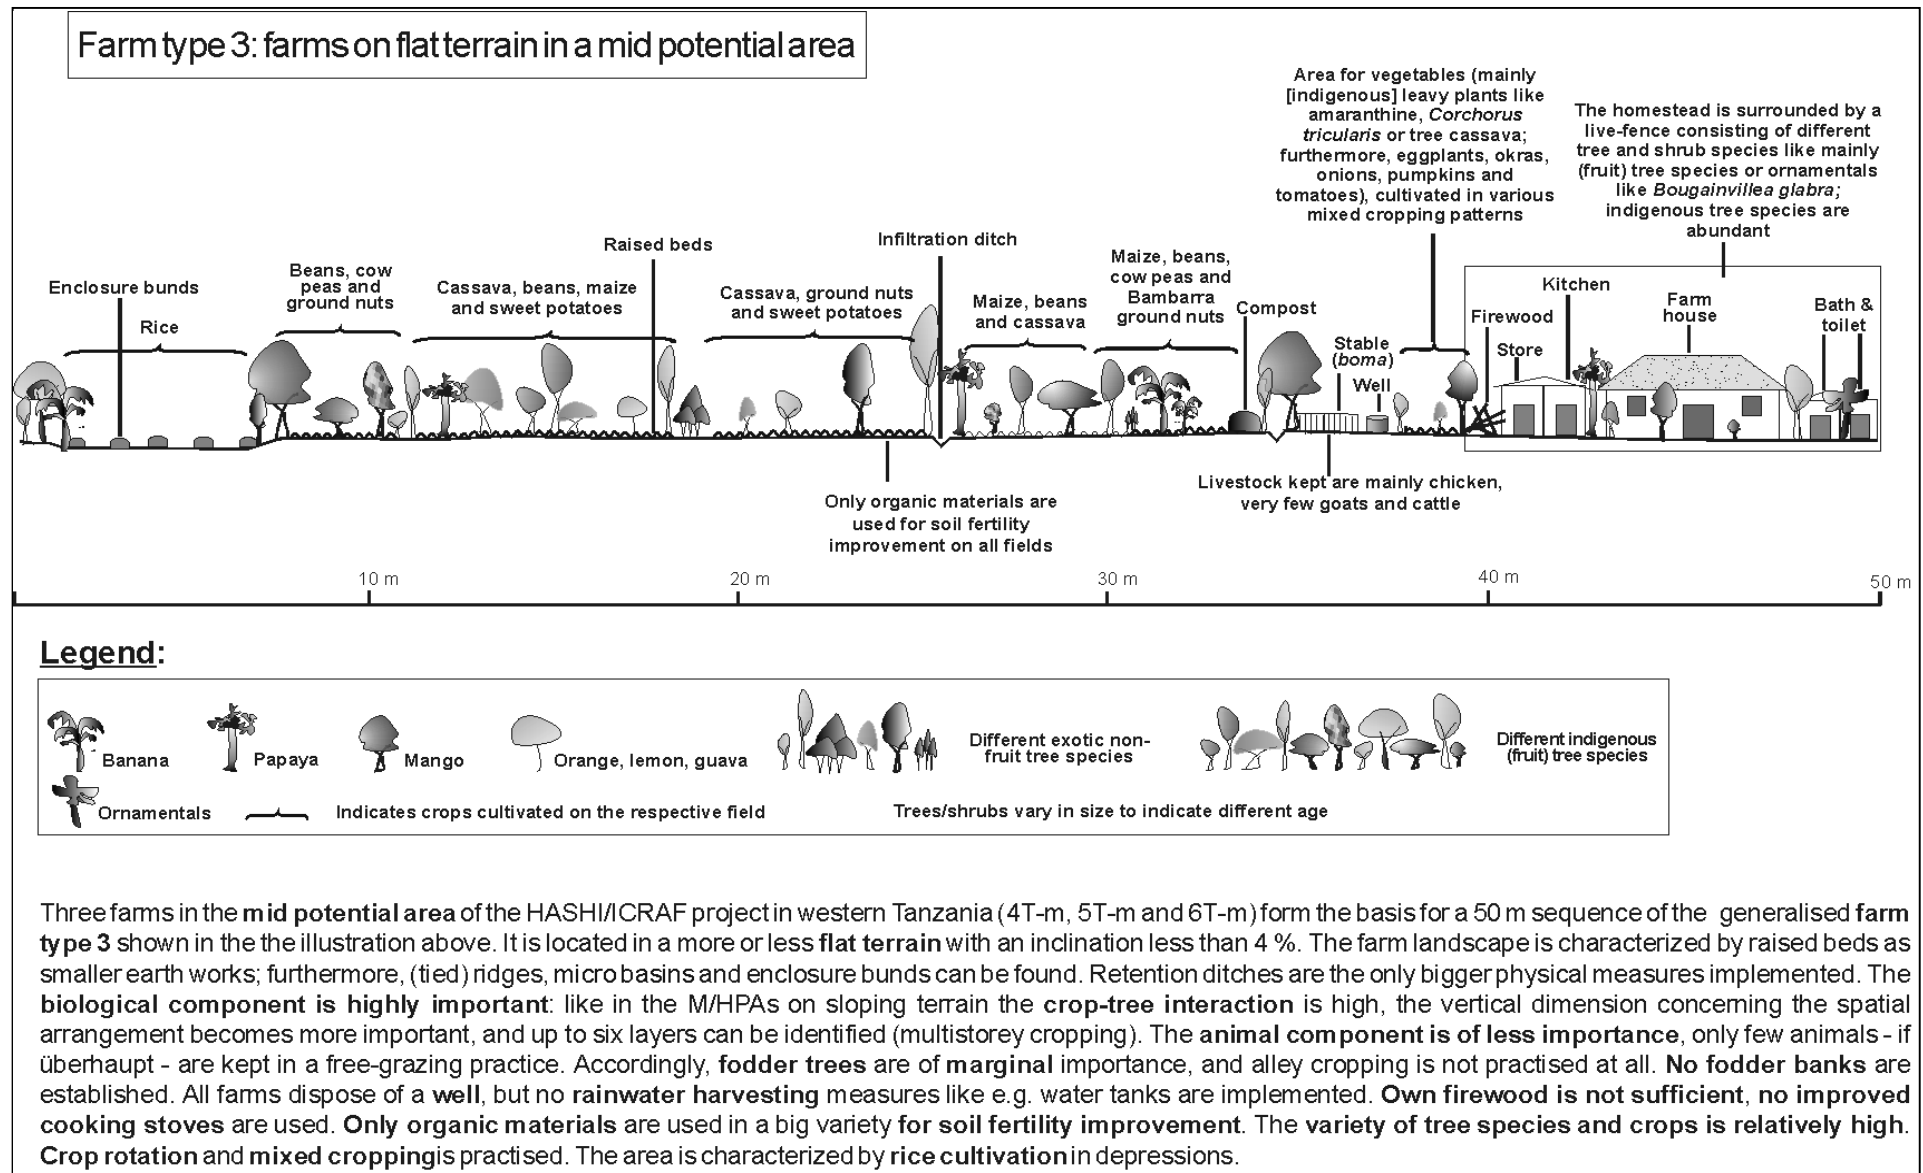 Farm type 3: farms on flat terrain in a mid potential area
Area for vegetables (mainly
[indigenous] leavy plants like
amaranthine, Corchorus
tricularis or tree cassava;
furthermore, eggplants, okras,
onions, pumpkins and
tomatoes), cultivated in various
mixed cropping patterns
The homestead is surrounded by a
live-fence consisting of different
tree and shrub species like mainly
(fruit) tree species or ornamentals
like Bougainvillea glabra;
indigenous tree species are
abundant
Enclosure bunds
Rice
Beans, cow
peas and
ground nuts
Cassava, beans, maize
and sweet potatoes
Raised beds
Cassava, ground nuts
and sweet potatoes
Infiltration ditch
Maize, beans
and cassava
Maize, beans,
cow peas and
Bambarra
ground nuts
Compost
Stable
(boma)
Well
Firewood
Store
Kitchen
Farm
house
Bath &
toilet
Only organic materials are
used for soil fertility
improvement on all fields
Livestock kept are mainly chicken,
very few goats and cattle
10 m
20 m
30 m
40 m
50 m
Legend:
Banana
Papaya
Mango
Orange, lemon, guava
Different exotic non-
fruit tree species
Different indigenous
(fruit) tree species
Ornamentals
Indicates crops cultivated on the respective field
Trees/shrubs vary in size to indicate different age
Three farms in the mid potential area of the HASHI/ICRAF project in western Tanzania (4T-m, 5T-m and 6T-m) form the basis for a 50 m sequence of the generalised farm
type 3 shown in the the illustration above. It is located in a more or less flat terrain with an inclination less than 4 %. The farm landscape is characterized by raised beds as
smaller earth works; furthermore, (tied) ridges, micro basins and enclosure bunds can be found. Retention ditches are the only bigger physical measures implemented. The
biological component is highly important: like in the M/HPAs on sloping terrain the crop-tree interaction is high, the vertical dimension concerning the spatial
arrangement becomes more important, and up to six layers can be identified (multistorey cropping). The animal component is of less importance, only few animals - if
überhaupt - are kept in a free-grazing practice. Accordingly, fodder trees are of marginal importance, and alley cropping is not practised at all. No fodder banks are
established. All farms dispose of a well, but no rainwater harvesting measures like e.g. water tanks are implemented. Own firewood is not sufficient, no improved
cooking stoves are used. Only organic materials are used in a big variety for soil fertility improvement. The variety of tree species and crops is relatively high.
Crop rotation and mixed cropping is practised. The area is characterized by rice cultivation in depressions.